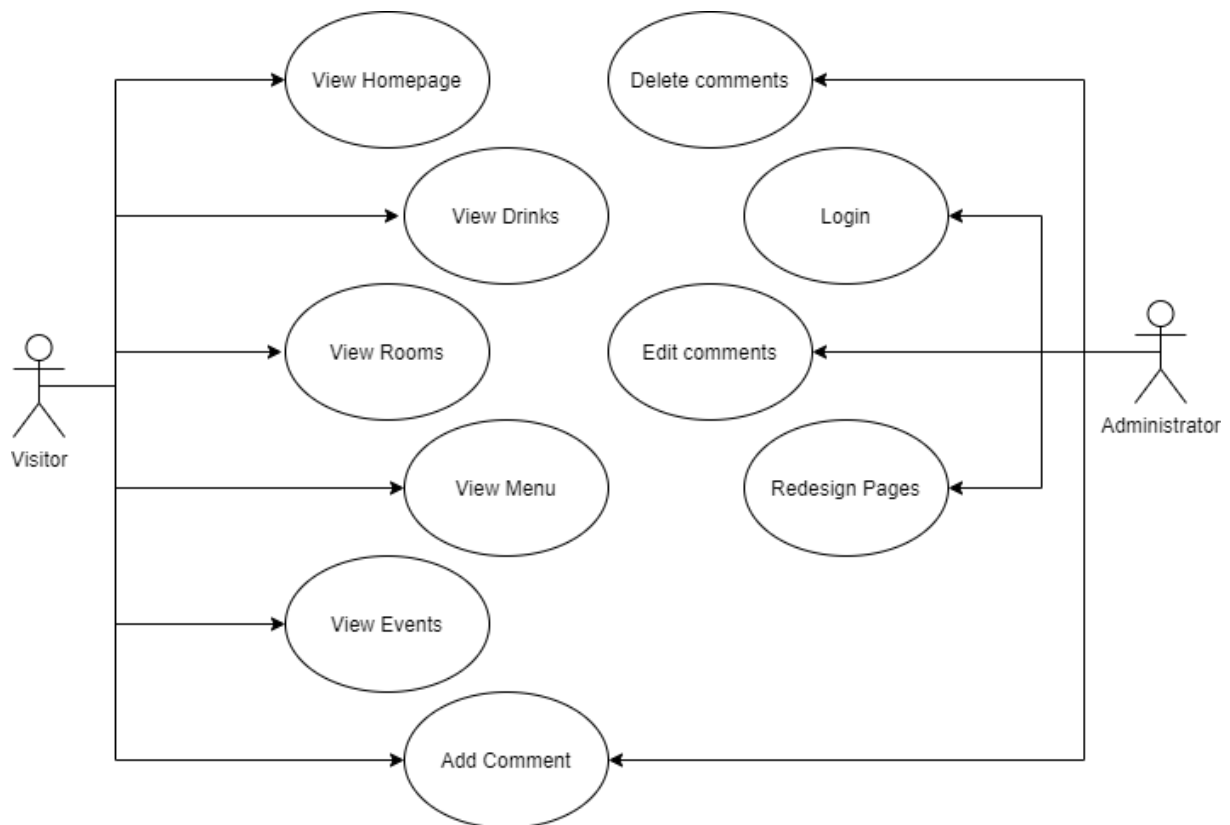 View Homepage
Delete comments
View Drinks
Login
View Rooms
Edit comments
Visitor
Administrator
View Menu
Redesign Pages
View Events
Add Comment